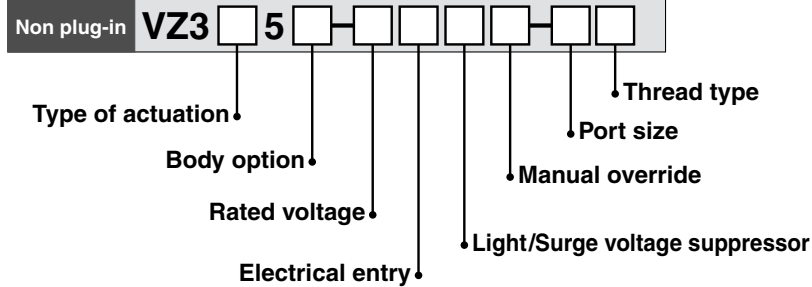 Non plug-in VZ3□5□-□□□□-□□
Thread type
Type of actuation
Port size
Body option
Manual override
Rated voltage
Light/Surge voltage suppressor
Electrical entry